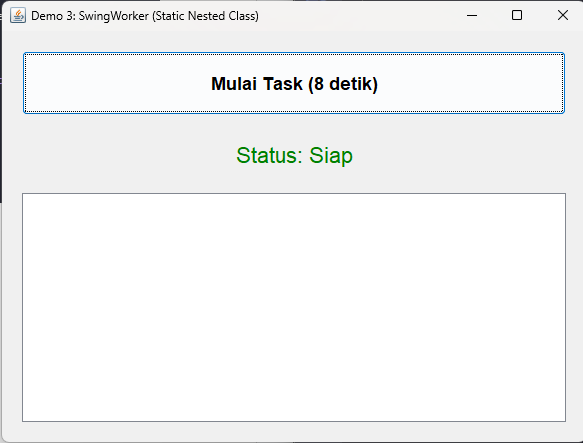 Demo 3: SwingWorker (Static Nested Class)
Mulai Task (8 detik)
Status: Siap